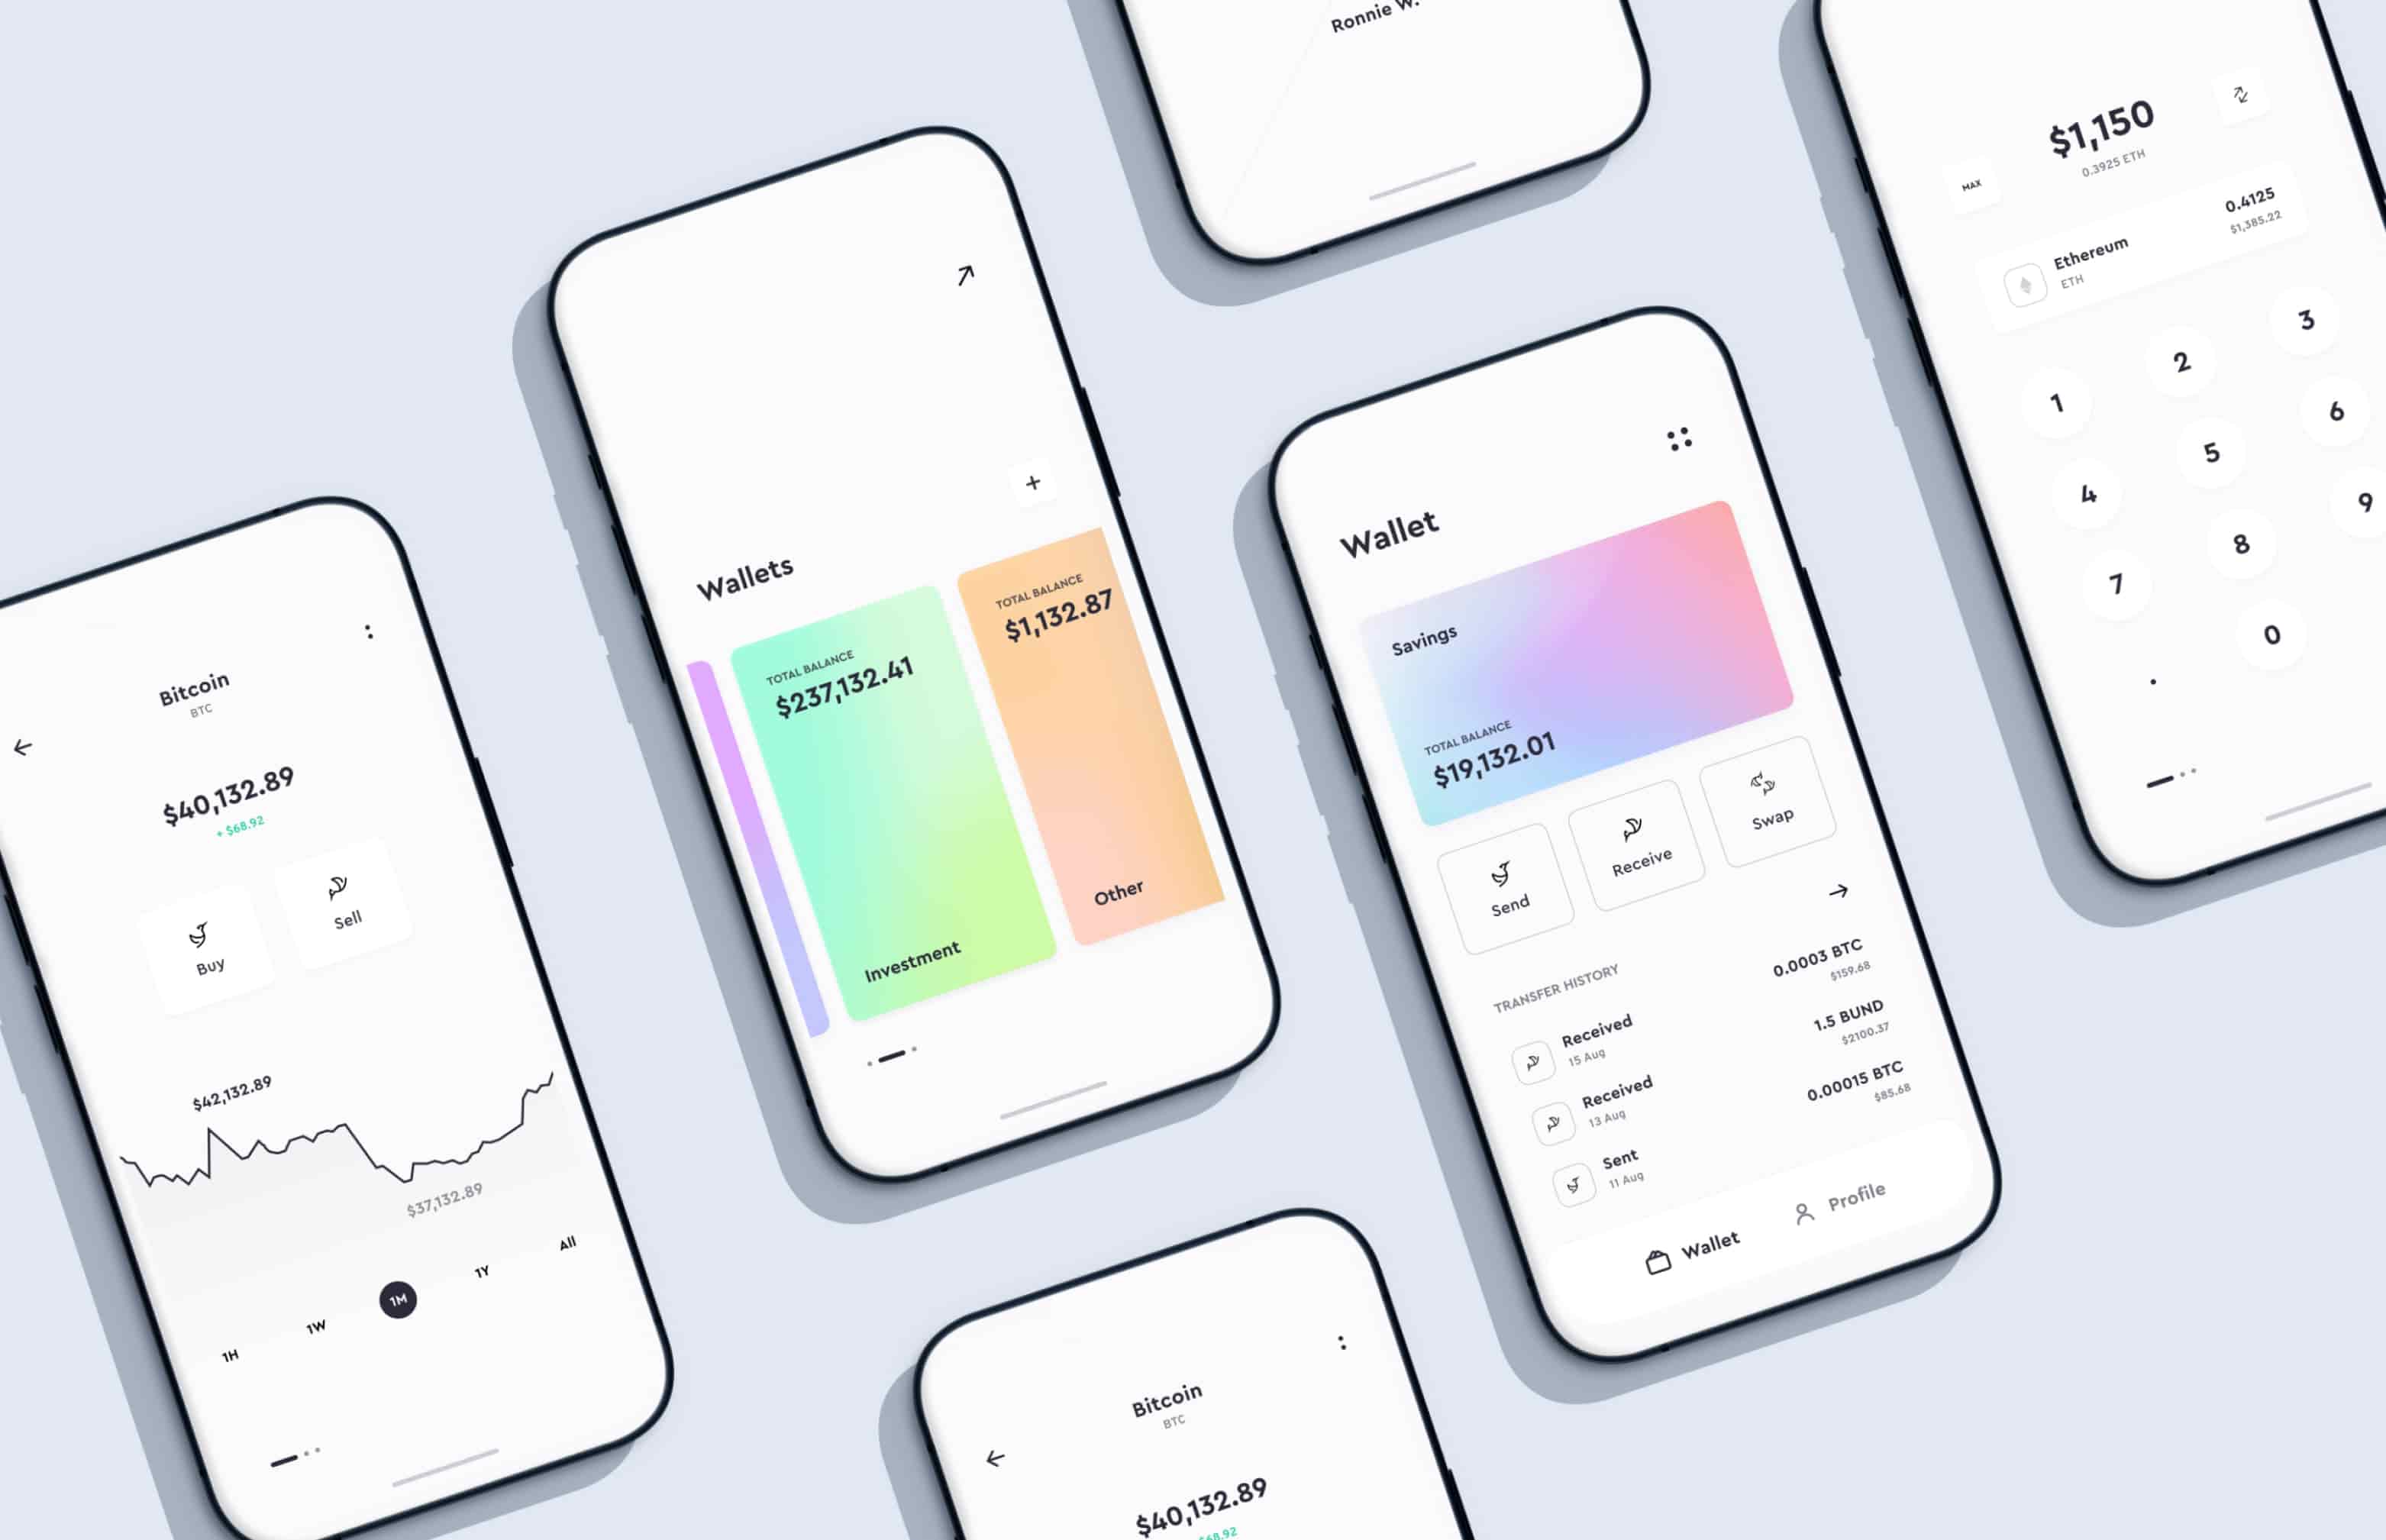 Bitcoin
BTC
$40,132.89
+ $68.92
Buy
Sell
$42,132.89
$37,132.89
1H
1W
1M
1Y
All
Wallets
TOTAL BALANCE
$237,132.41
Investment
TOTAL BALANCE
$1,132.87
Other
Ronnie W.
Wallet
Savings
TOTAL BALANCE
$19,132.01
Send
Receive
Swap
TRANSFER HISTORY
Received
15 Aug
0.0003 BTC
$159.68
Received
13 Aug
1.5 BUND
$2100.37
Sent
11 Aug
0.00015 BTC
$85.68
Wallet
Profile
Bitcoin
BTC
$40,132.89
$68.92
MAX
$1,150
0.3925 ETH
Ethereum
ETH
0.4125
$1,385.22
1 2 3
4 5 6
7 8 9
. 0